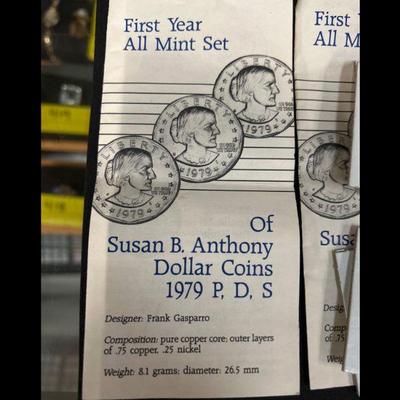 First Year
All Mint Set
LIBERTY
1979
LIBERTY
1979
LIBERTY
1979
Of
Susan B. Anthony
Dollar Coins
1979 P, D, S
Designer: Frank Gasparro
Composition: pure copper core; outer layers
of .75 copper, .25 nickel
Weight: 8.1 grams; diameter: 26.5 mm
First Y
All M
1979
Susa
Desig
Comp
of .75
Weig